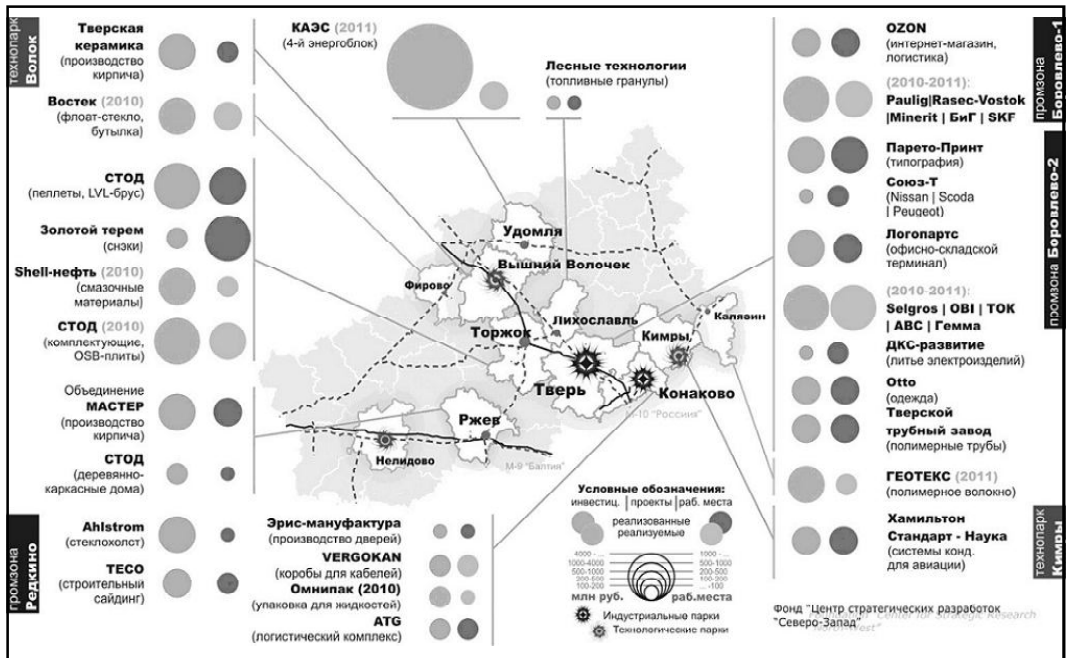 технопарк
Волок
Тверская
керамика
(производство
кирпича)
Востек (2010)
(флоат-стекло,
бутылка)
СТОД
(пеллеты, LVL-брус)
Золотой терем
(снэки)
Shell-нефть (2010)
(смазочные
материалы)
СТОД (2010)
(комплектующие,
OSB-плиты)
Объединение
МАСТЕР
(производство
кирпича)
СТОД
(деревянно-
каркасные дома)
громзона
Редкино
Ahlstrom
(стеклохолст)
TECO
(строительный
сайдинг)
КАЭС (2011)
(4-й энергоблок)
Лесные технологии
(топливные гранулы)
Удомля
Вышний Волочек
Фирово
Лихославль
Торжок
Кимры
Калязин
Тверь
Конаково
М-10 "Россиия"
Ржев
Нелидово
М-9 "Балтия"
Эрис-мануфактура
(производство дверей)
VERGOKAN
(коробы для кабелей)
Омнипак (2010)
(упаковка для жидкостей)
ATG
(логистический комплекс)
Условные обозначения:
инвестиц. | проекты | раб. места
реализованные
реализуемые
4000 - ...
1000-4000
500-1000
200-500
100-200
1000 - ...
500-1000
200-500
100-200
... -100
млн руб.
раб.места
Индустриальные парки
Технологические парки
OZON
(интернет-магазин,
логистика)
(2010-2011):
Paulig|Rasec-Vostok
|Minerit | БиГ | SKF
Парето-Принт
(типография)
Союз-Т
(Nissan | Scoda
| Peugeot)
Логопартс
(офисно-складской
терминал)
(2010-2011):
Selgros | OBI | ТОК
| ABC | Гемма
ДКС-развитие
(литье электроизделий)
Otto
(одежда)
Тверской
трубный завод
(полимерные трубы)
ГЕОТЕКС (2011)
(полимерное волокно)
Хамильтон
Стандарт - Наука
(системы конд.
для авиации)
промзона
Боровлево-1
промзона Боровлево-2
технопарк
Кимры
Фонд "Центр стратегических разработок
"Северо-Запад"
Center for Strategic Research
"North-West"